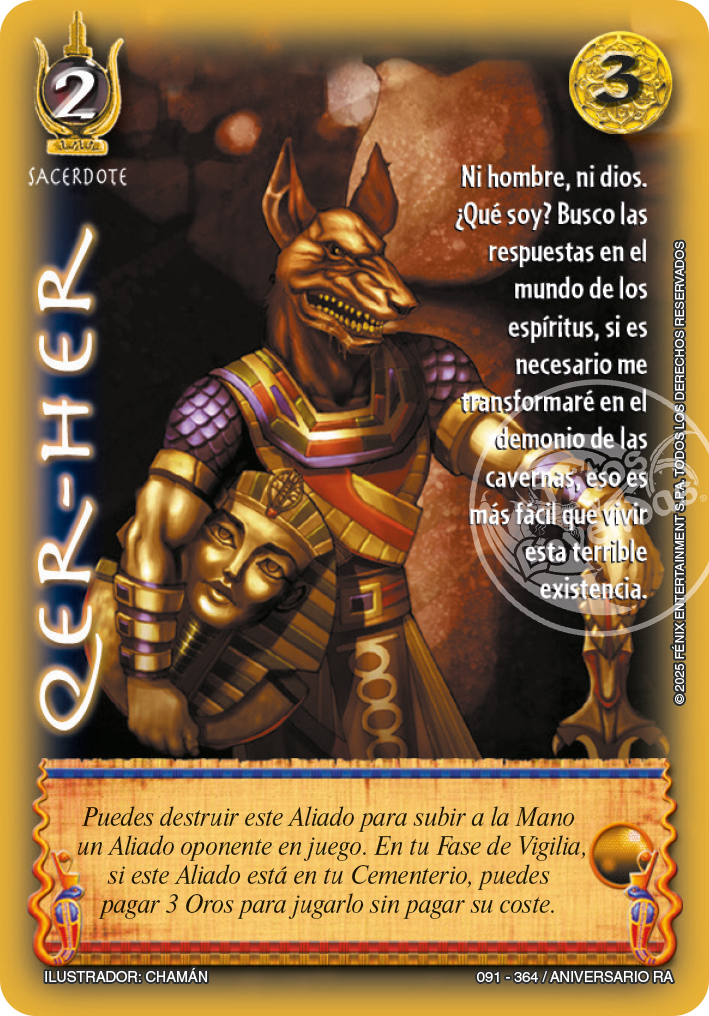 2
3
SACERDOTE
QER-HER
Ni hombre, ni dios.
¿Qué soy? Busco las
respuestas en el
mundo de los
espíritus, si es
necesario me
transformaré en el
demonio de las
cavernas, eso es
más fácil que vivir
esta terrible
existencia.
© 2025 FÉNIX ENTERTAINMENT S.P.A. TODOS LOS DERECHOS RESERVADOS
Puedes destruir este Aliado para subir a la Mano
un Aliado oponente en juego. En tu Fase de Vigilia,
si este Aliado está en tu Cementerio, puedes
pagar 3 Oros para jugarlo sin pagar su coste.
ILUSTRADOR: CHAMÁN
091 - 364 / ANIVERSARIO RA